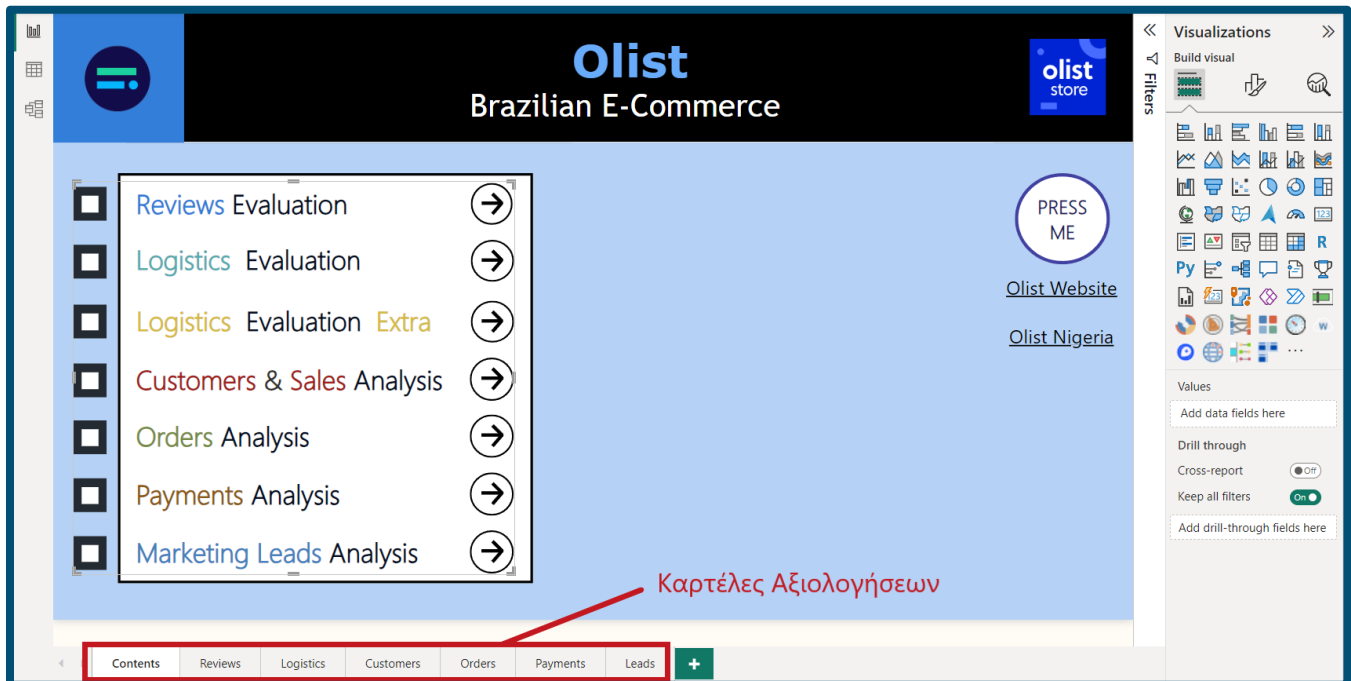 Olist
Brazilian E-Commerce
olist
store
Reviews Evaluation
Logistics Evaluation
Logistics Evaluation Extra
Customers & Sales Analysis
Orders Analysis
Payments Analysis
Marketing Leads Analysis
PRESS
ME
Olist Website
Olist Nigeria
Καρτέλες Αξιολογήσεων
Contents Reviews Logistics Customers Orders Payments Leads +
Filters
Visualizations
Build visual
123
R
Py
123
W
Values
Add data fields here
Drill through
Cross-report Off
Keep all filters On
Add drill-through fields here